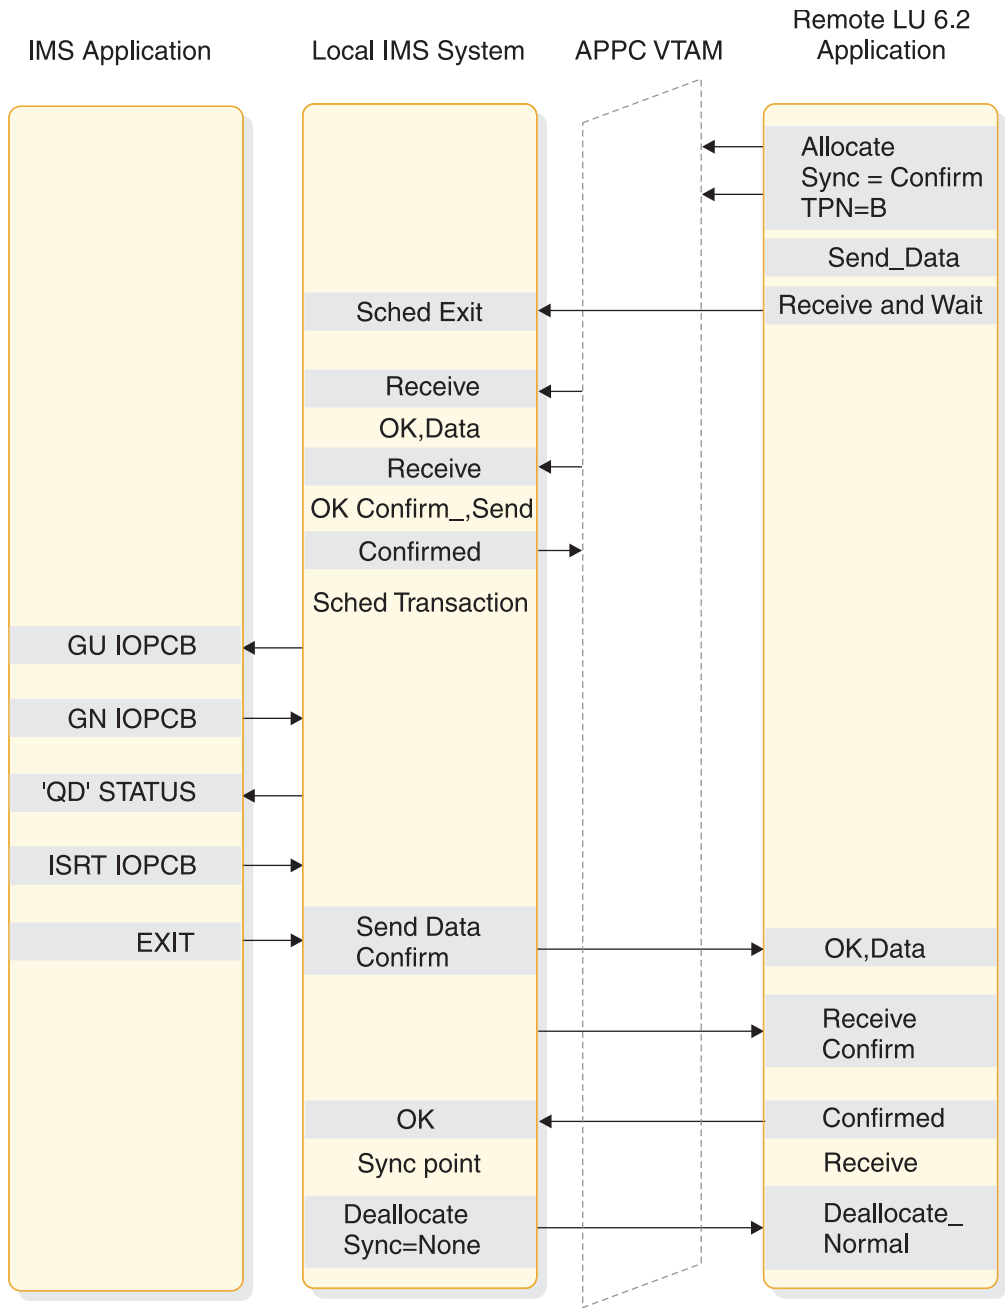 Remote LU 6.2
IMS Application
Local IMS System
APPC VTAM
Application
Allocate
Sync = Confirm
TPN=B
Send_Data
Sched Exit
Receive and Wait
Receive
OK,Data
Receive
OK Confirm_,Send
Confirmed
Sched Transaction
GU IOPCB
GN IOPCB
'QD' STATUS
ISRT IOPCB
EXIT
Send Data
Confirm
OK,Data
Receive
Confirm
OK
Confirmed
Sync point
Receive
Deallocate
Sync=None
Deallocate_
Normal